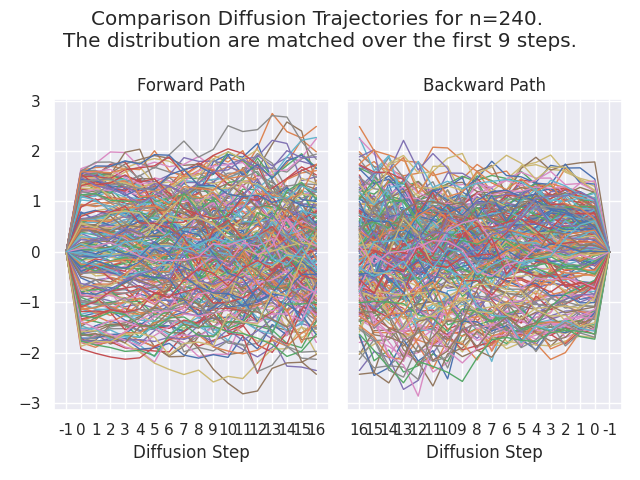 Comparison Diffusion Trajectories for n=240.
The distribution are matched over the first 9 steps.
Forward Path
Backward Path
3
2
1
0
−1
−2
−3
-1 0 1 2 3 4 5 6 7 8 9 10 11 12 13 14 15 16
16 15 14 13 12 11 10 9 8 7 6 5 4 3 2 1 0 -1
Diffusion Step
Diffusion Step